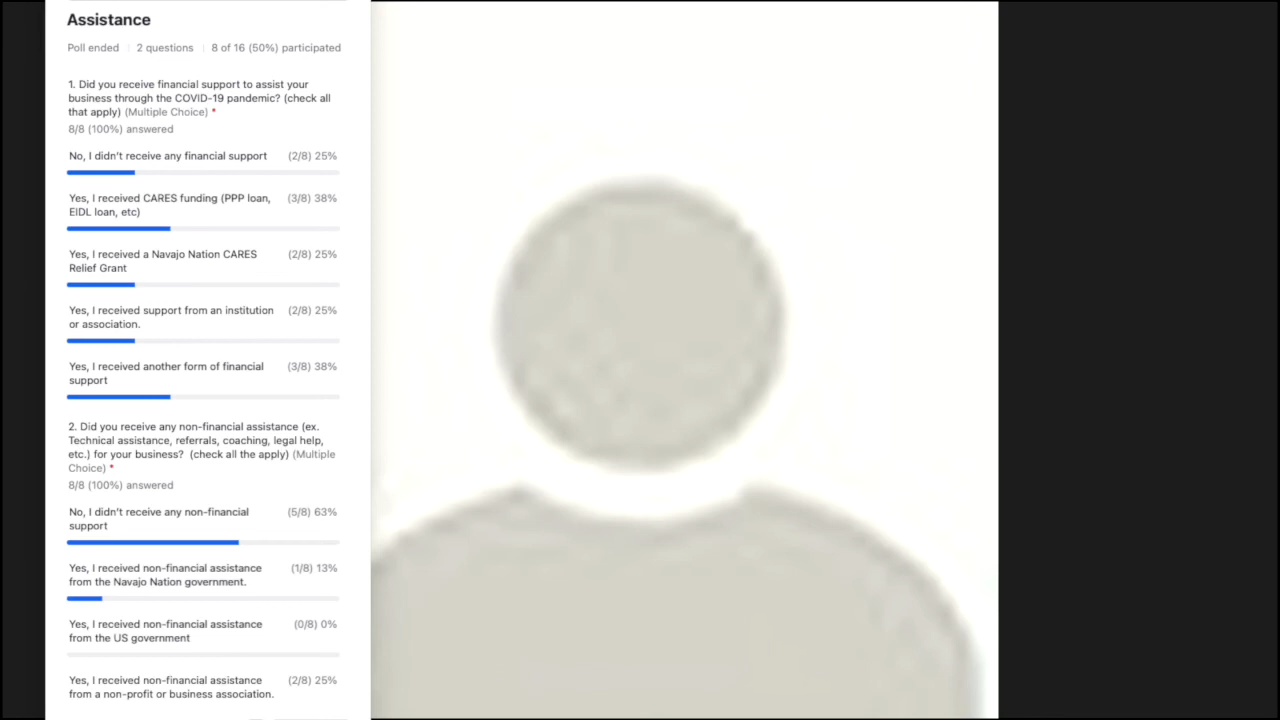 Assistance
Poll ended | 2 questions | 8 of 16 (50%) participated
1. Did you receive financial support to assist your
business through the COVID-19 pandemic? (check all
that apply) (Multiple Choice) *
8/8 (100%) answered
No, I didn't receive any financial support (2/8) 25%
Yes, I received CARES funding (PPP loan, (3/8) 38%
EIDL loan, etc)
Yes, I received a Navajo Nation CARES (2/8) 25%
Relief Grant
Yes, I received support from an institution (2/8) 25%
or association.
Yes, I received another form of financial (3/8) 38%
support
2. Did you receive any non-financial assistance (ex.
Technical assistance, referrals, coaching, legal help,
etc.) for your business? (check all the apply) (Multiple
Choice) *
8/8 (100%) answered
No, I didn't receive any non-financial (5/8) 63%
support
Yes, I received non-financial assistance (1/8) 13%
from the Navajo Nation government.
Yes, I received non-financial assistance (0/8) 0%
from the US government
Yes, I received non-financial assistance (2/8) 25%
from a non-profit or business association.